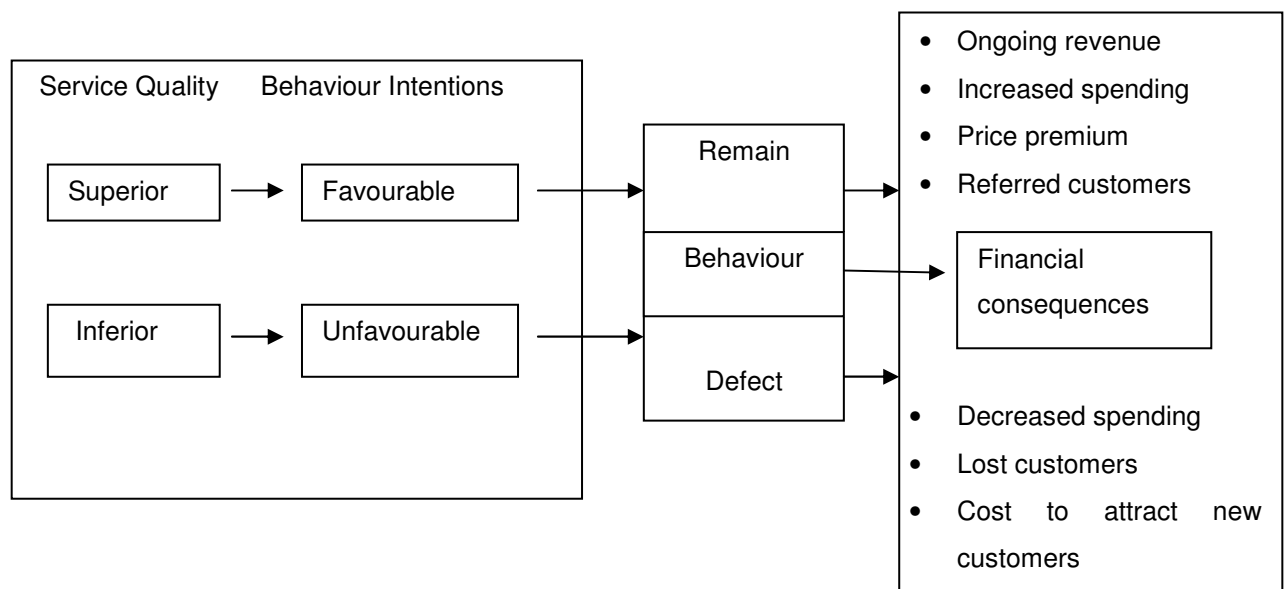 Service Quality Behaviour Intentions
Superior
Favourable
Inferior
Unfavourable
Remain
Behaviour
Defect
• Ongoing revenue
• Increased spending
• Price premium
• Referred customers
Financial
consequences
• Decreased spending
• Lost customers
• Cost to attract new
customers